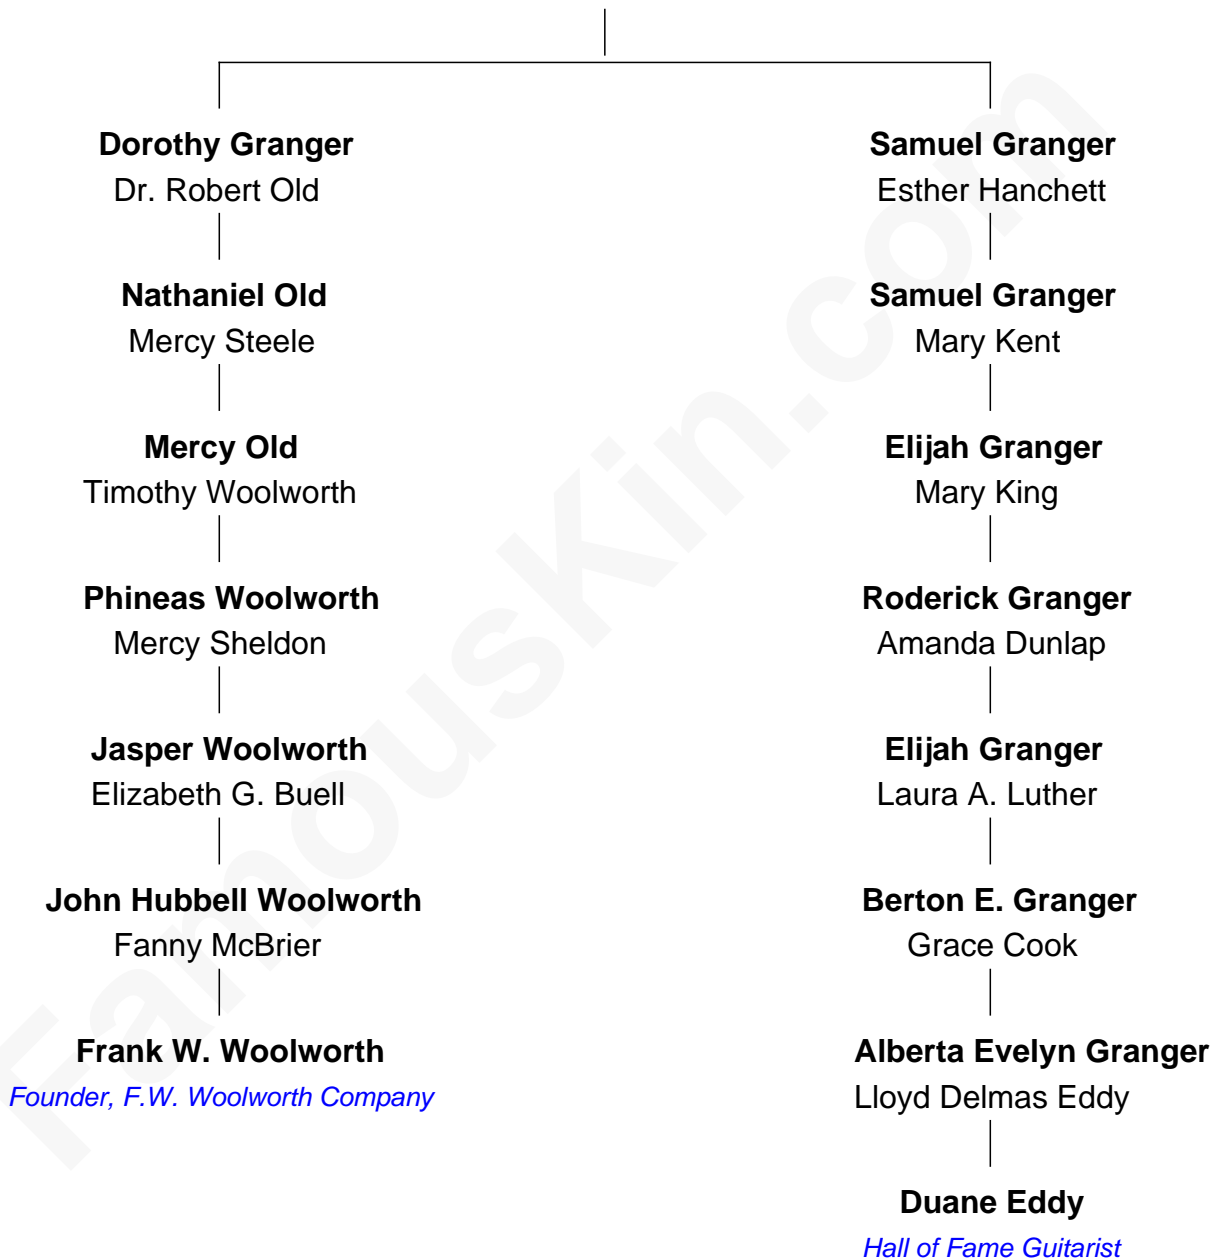 Dorothy Granger
Dr. Robert Old
Samuel Granger
Esther Hanchett
Nathaniel Old
Mercy Steele
Samuel Granger
Mary Kent
Mercy Old
Timothy Woolworth
Elijah Granger
Mary King
Phineas Woolworth
Mercy Sheldon
Roderick Granger
Amanda Dunlap
Jasper Woolworth
Elizabeth G. Buell
Elijah Granger
Laura A. Luther
John Hubbell Woolworth
Fanny McBrier
Berton E. Granger
Grace Cook
Frank W. Woolworth
Founder, F.W. Woolworth Company
Alberta Evelyn Granger
Lloyd Delmas Eddy
Duane Eddy
Hall of Fame Guitarist
FamousKin.com